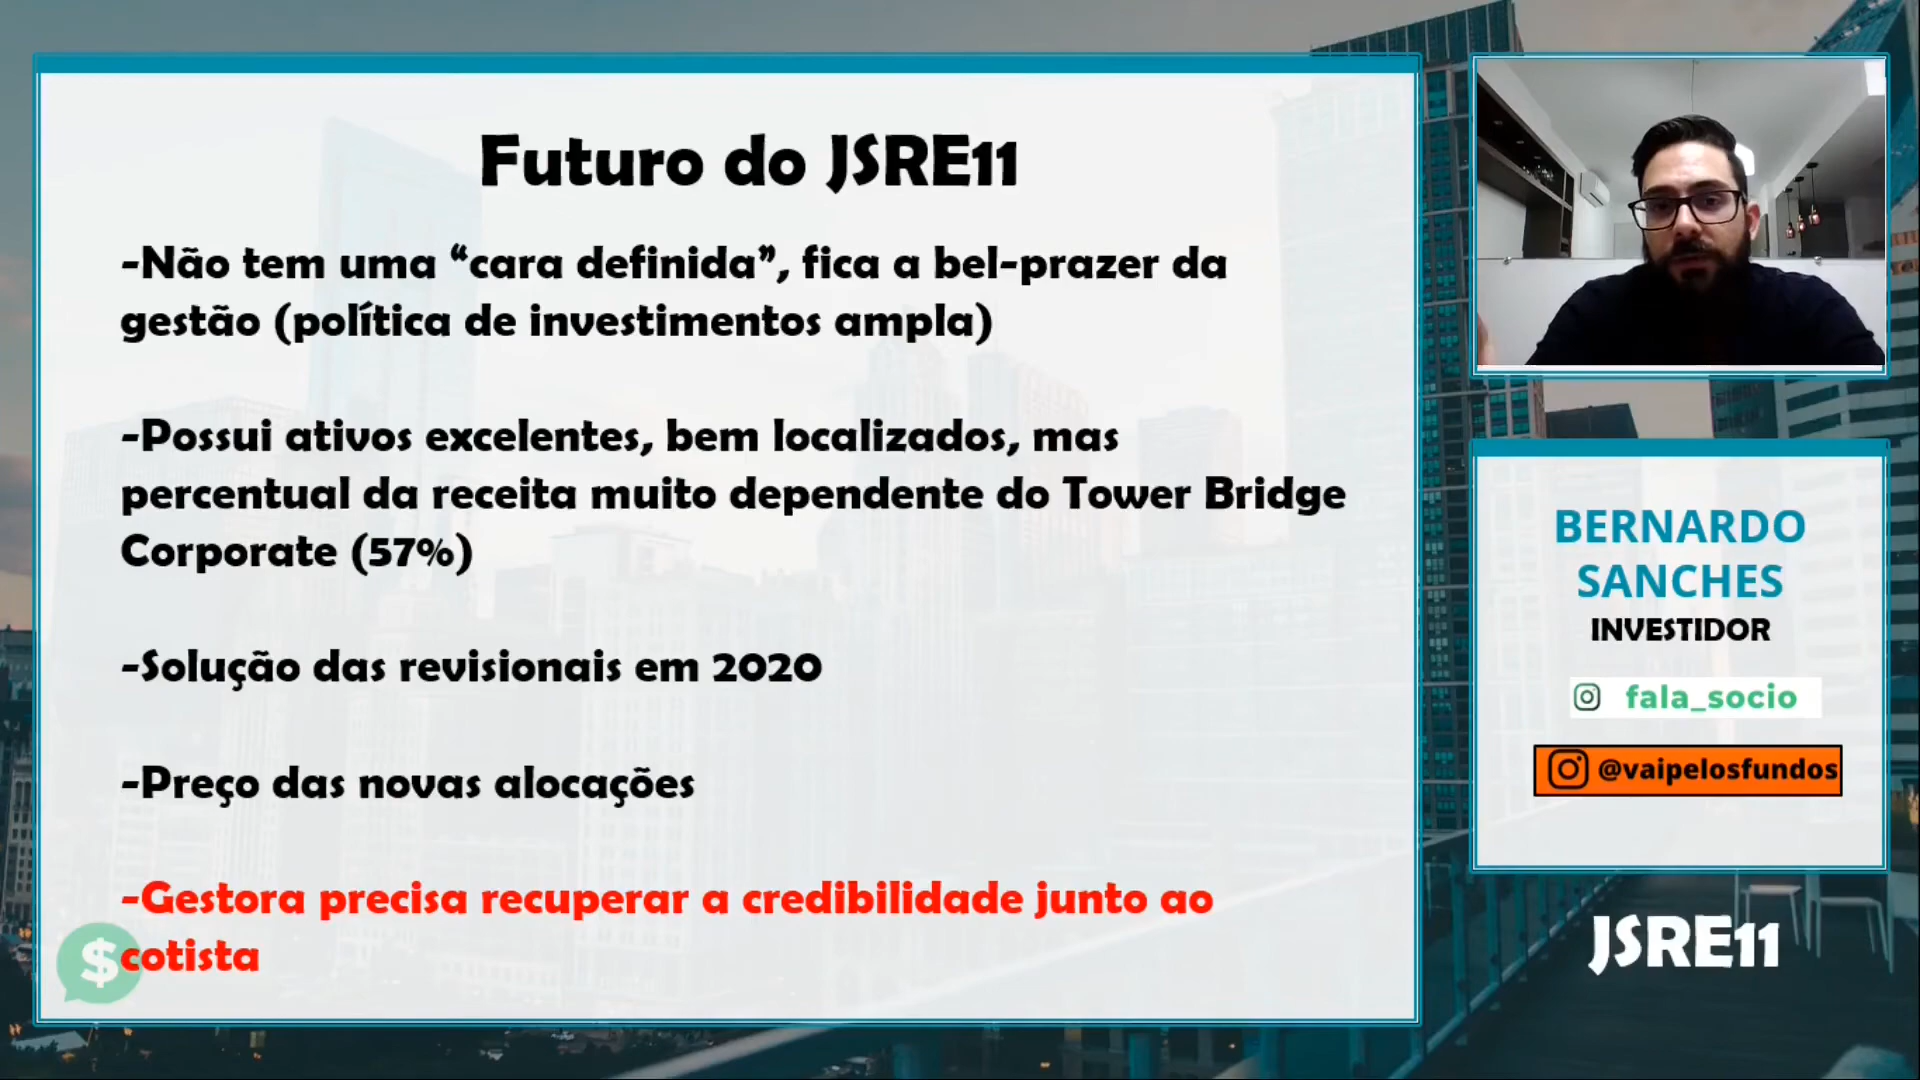 Futuro do JSRE11
-Não tem uma “cara definida”, fica a bel-prazer da
gestão (política de investimentos ampla)
-Possui ativos excelentes, bem localizados, mas
percentual da receita muito dependente do Tower Bridge
Corporate (57%)
-Solução das revisionais em 2020
-Preço das novas alocações
-Gestora precisa recuperar a credibilidade junto ao
cotista
$
BERNARDO
SANCHES
INVESTIDOR
fala_socio
@vaipelosfundos
JSRE11